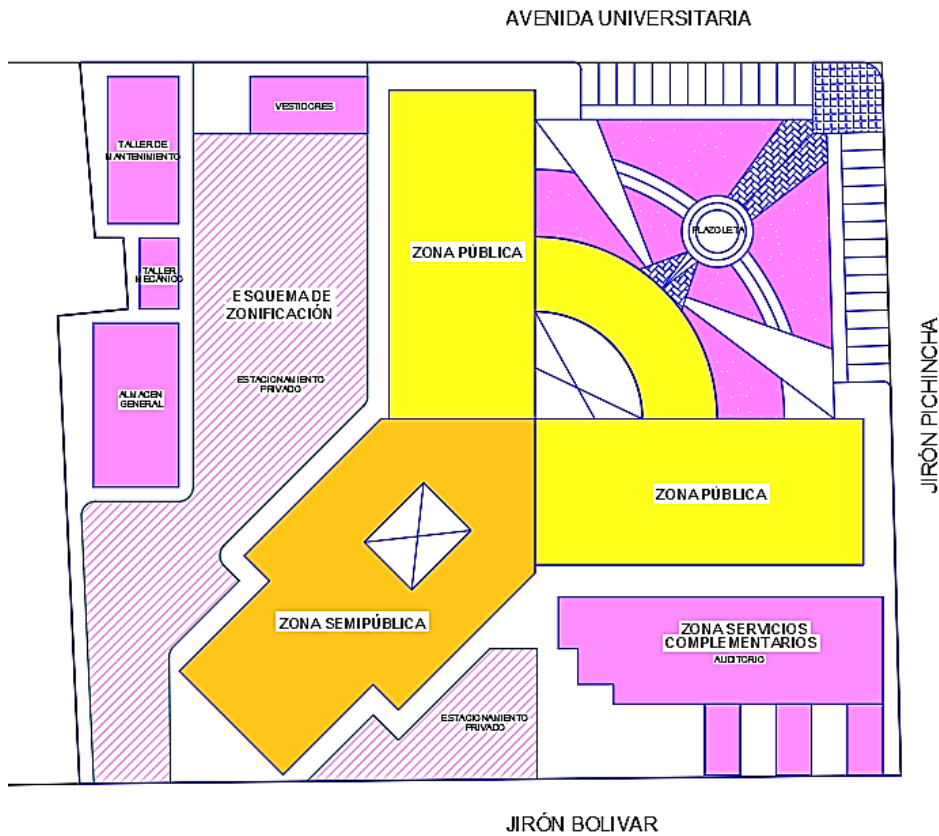 AVENIDA UNIVERSITARIA
VESTIDORES
TALLER DE
MANTENIMIENTO
PLAZOLETA
ZONA PÚBLICA
TALLER
MECÁNICO
ESQUEMA DE
ZONIFICACIÓN
ESTACIONAMIENTO
PRIVADO
ALMACEN
GENERAL
JIRÓN PICHINCHA
ZONA PÚBLICA
ZONA SEMIPÚBLICA
ZONA SERVICIOS
COMPLEMENTARIOS
AUDITORIO
ESTACIONAMIENTO
PRIVADO
JIRÓN BOLIVAR